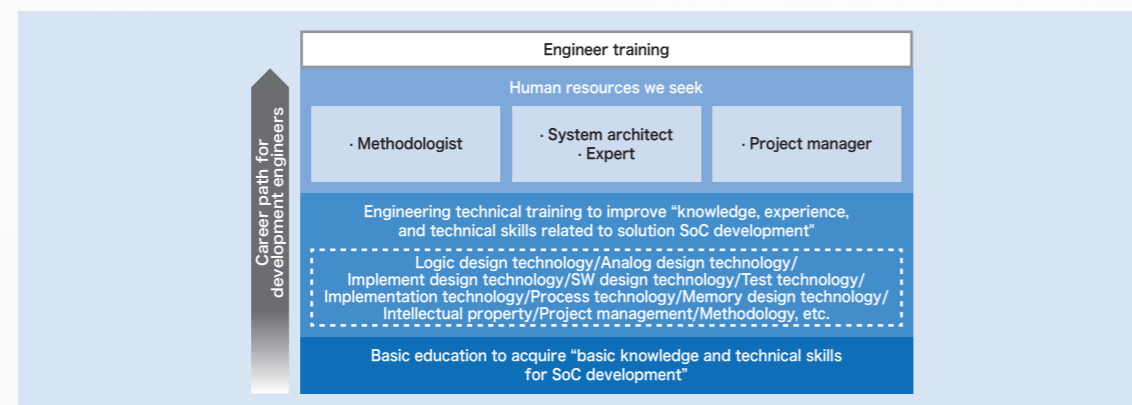 Engineer training
Human resources we seek
· Methodologist
· System architect
· Expert
· Project manager
Career path for
development engineers
Engineering technical training to improve “knowledge, experience,
and technical skills related to solution SoC development”
Logic design technology/Analog design technology/
Implement design technology/SW design technology/Test technology/
Implementation technology/Process technology/Memory design technology/
Intellectual property/Project management/Methodology, etc.
Basic education to acquire “basic knowledge and technical skills
for SoC development”